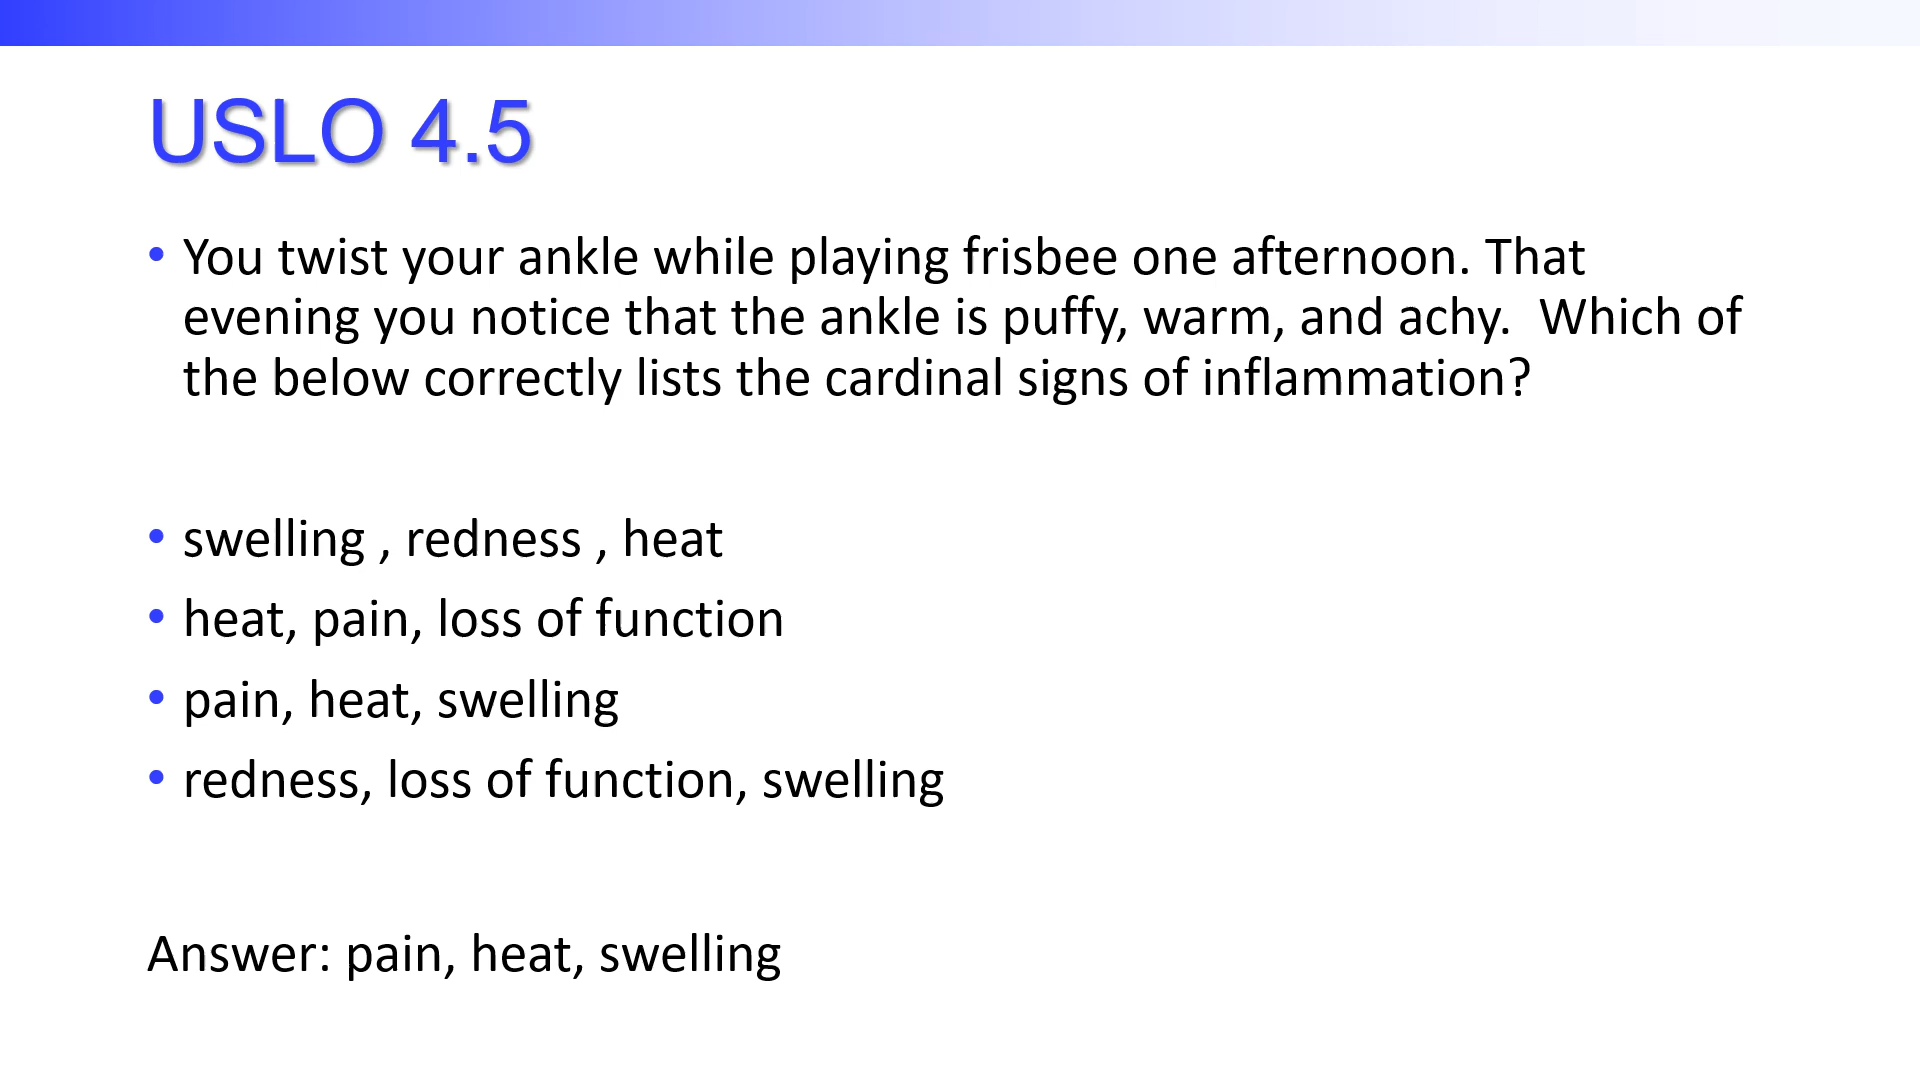 USLO 4.5
• You twist your ankle while playing frisbee one afternoon. That
evening you notice that the ankle is puffy, warm, and achy.  Which of
the below correctly lists the cardinal signs of inflammation?
• swelling , redness , heat
• heat, pain, loss of function
• pain, heat, swelling
• redness, loss of function, swelling
Answer: pain, heat, swelling